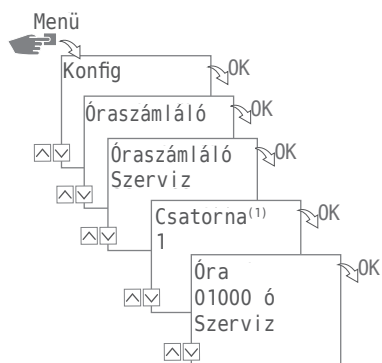 Menü
Konfig
OK
Óraszámláló
OK
Óraszámláló
Szerviz
OK
Csatorna(1)
1
OK
Óra
01000 ó
Szerviz
OK